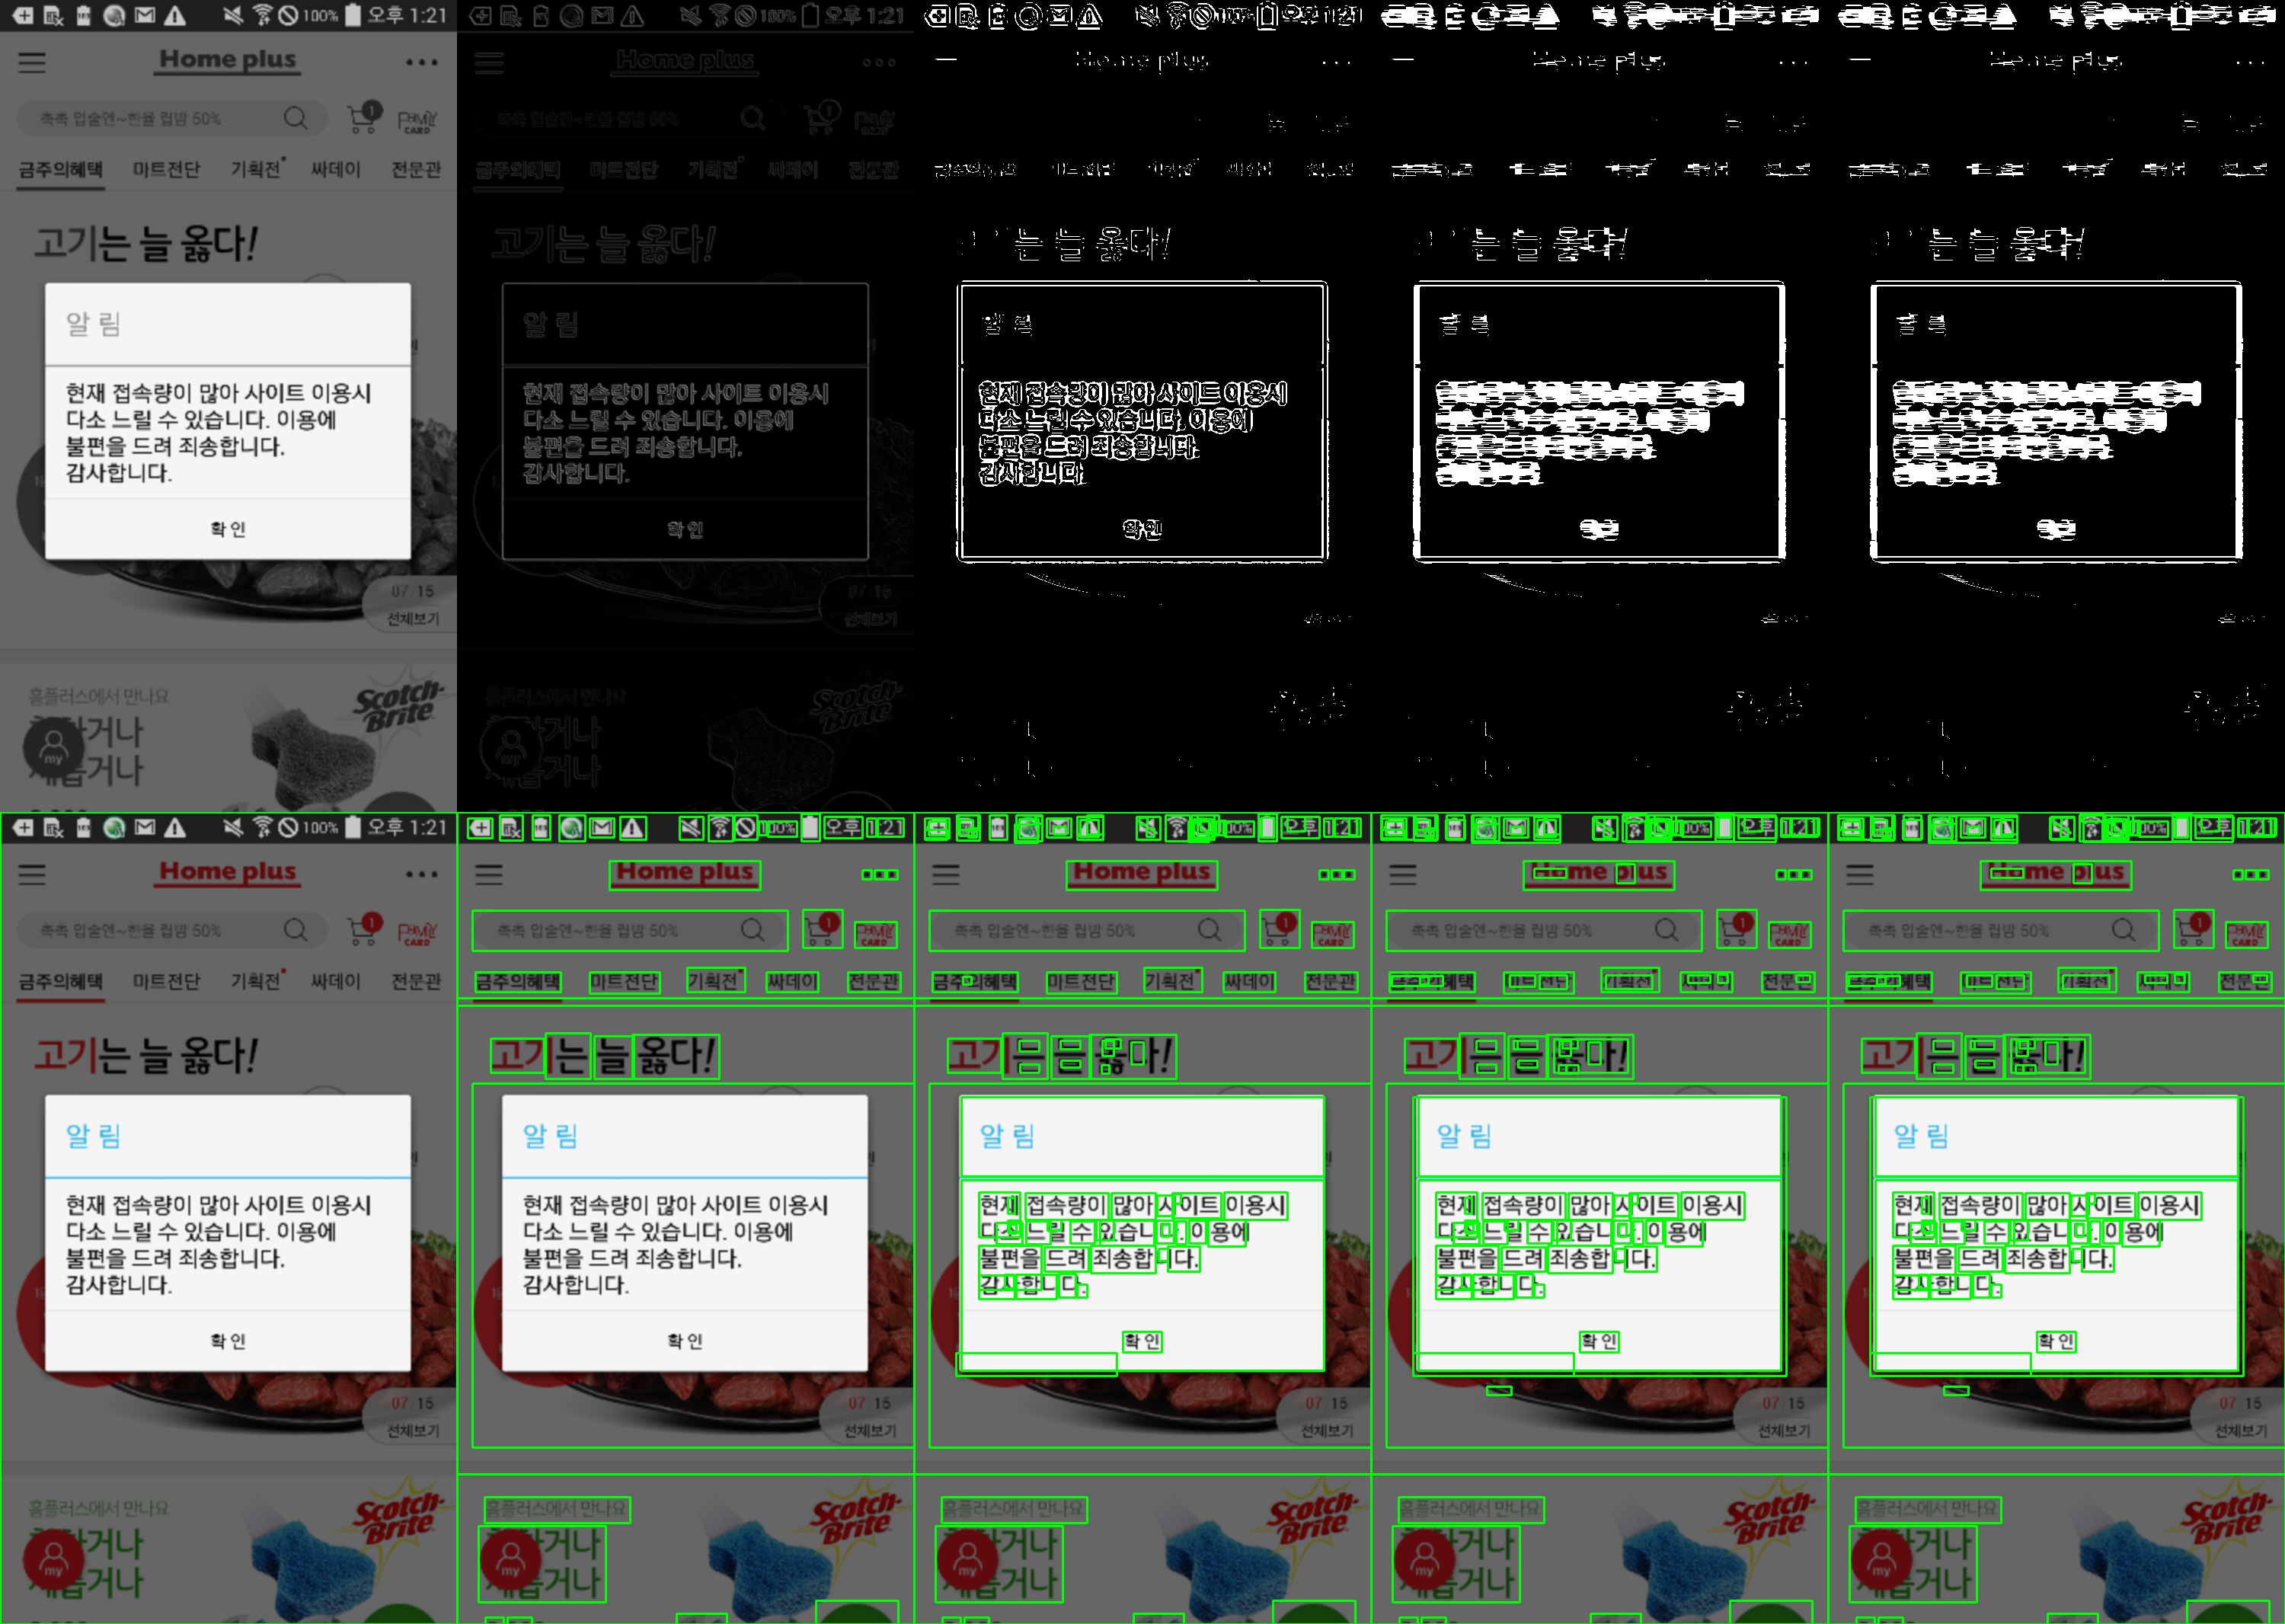 100% 오후 1:21
Home plus
촉촉 입술엔~한율 립밤 50%
1
FAMILY CARD
금주의혜택 마트전단 기획전 싸데이 전문관
고기는 늘 옳다!
알 림
현재 접속량이 많아 사이트 이용시
다소 느릴 수 있습니다. 이용에
불편을 드려 죄송합니다.
감사합니다.
확 인
07 / 15
전체보기
홈플러스에서 만나요
Scotch-
Brite
거나
my
거나